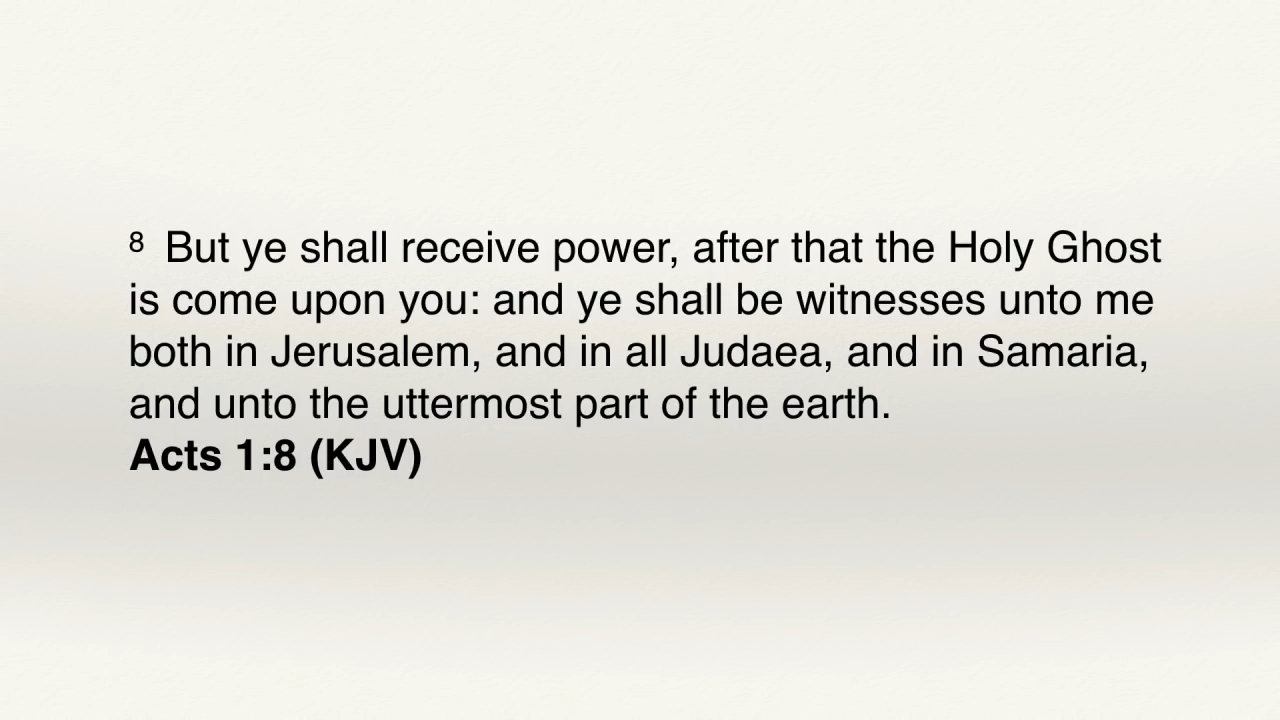 8 But ye shall receive power, after that the Holy Ghost
is come upon you: and ye shall be witnesses unto me
both in Jerusalem, and in all Judaea, and in Samaria,
and unto the uttermost part of the earth.
Acts 1:8 (KJV)